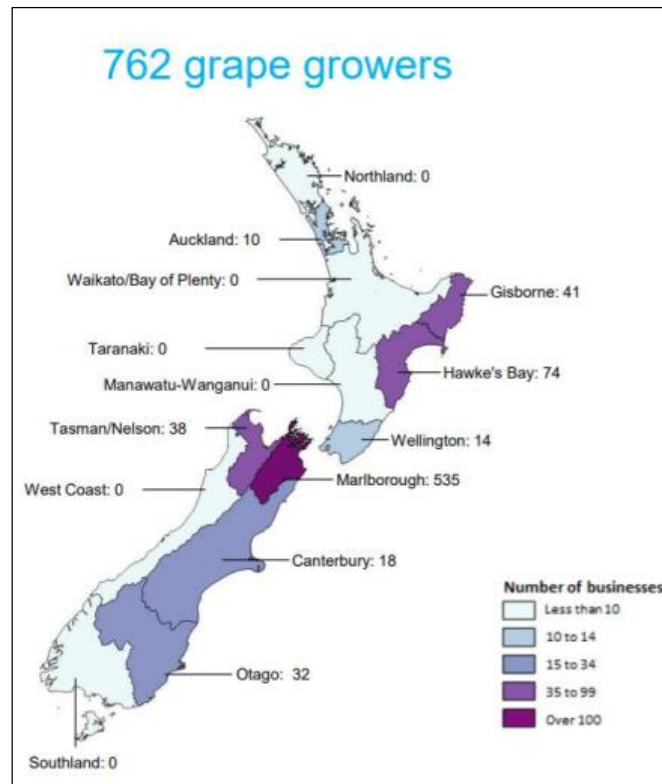 762 grape growers
Northland: 0
Auckland: 10
Waikato/Bay of Plenty: 0
Gisborne: 41
Taranaki: 0
Hawke's Bay: 74
Manawatu-Wanganui: 0
Tasman/Nelson: 38
Wellington: 14
Marlborough: 535
West Coast: 0
Canterbury: 18
Otago: 32
Southland: 0
Number of businesses
Less than 10
10 to 14
15 to 34
35 to 99
Over 100